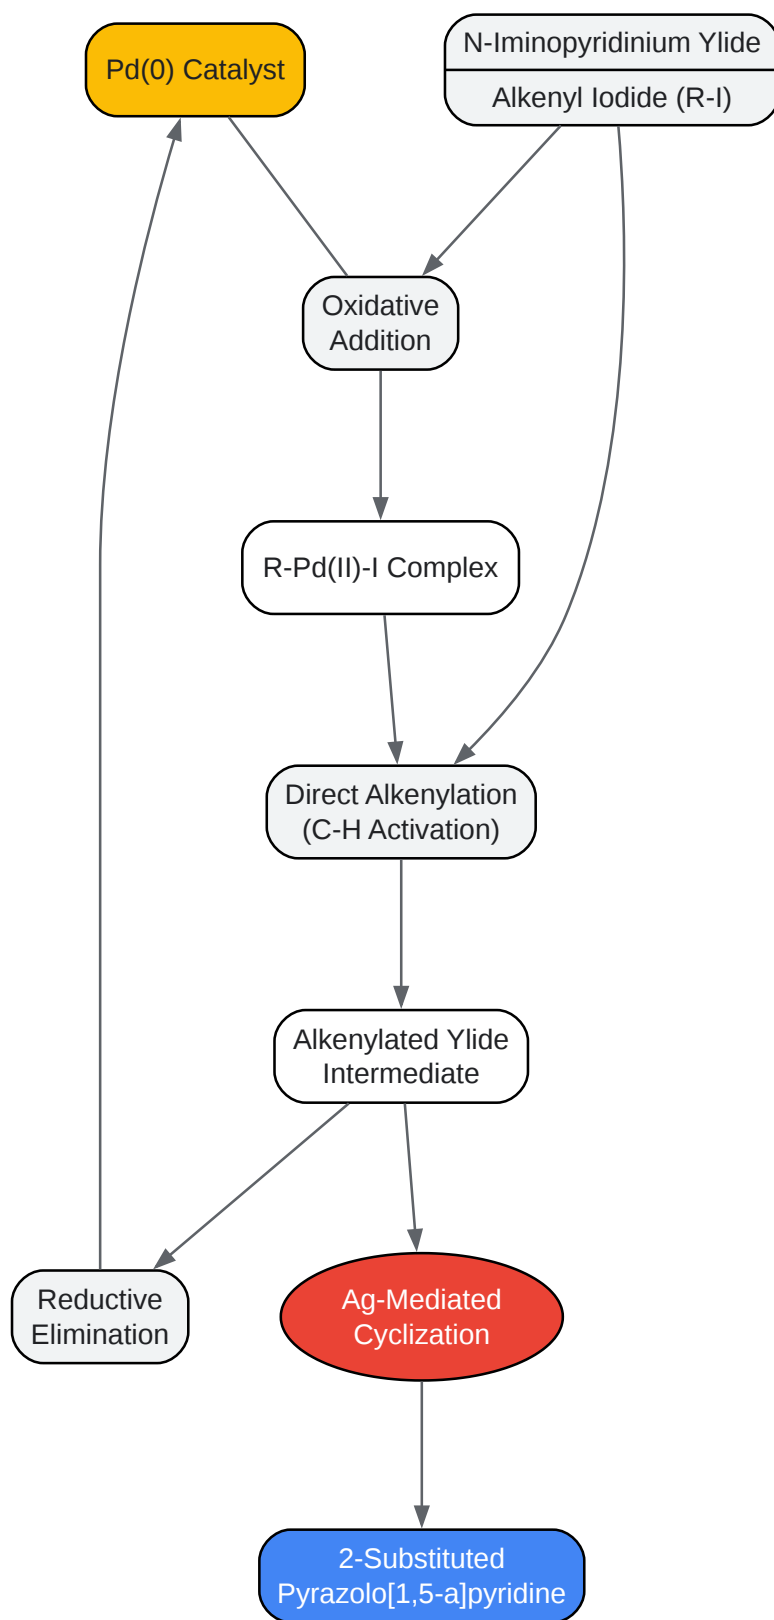 Pd(0) Catalyst
N-Iminopyridinium Ylide
Alkenyl Iodide (R-I)
Oxidative
Addition
R-Pd(II)-I Complex
Direct Alkenylation
(C-H Activation)
Alkenylated Ylide
Intermediate
Reductive
Elimination
Ag-Mediated
Cyclization
2-Substituted
Pyrazolo[1,5-a]pyridine